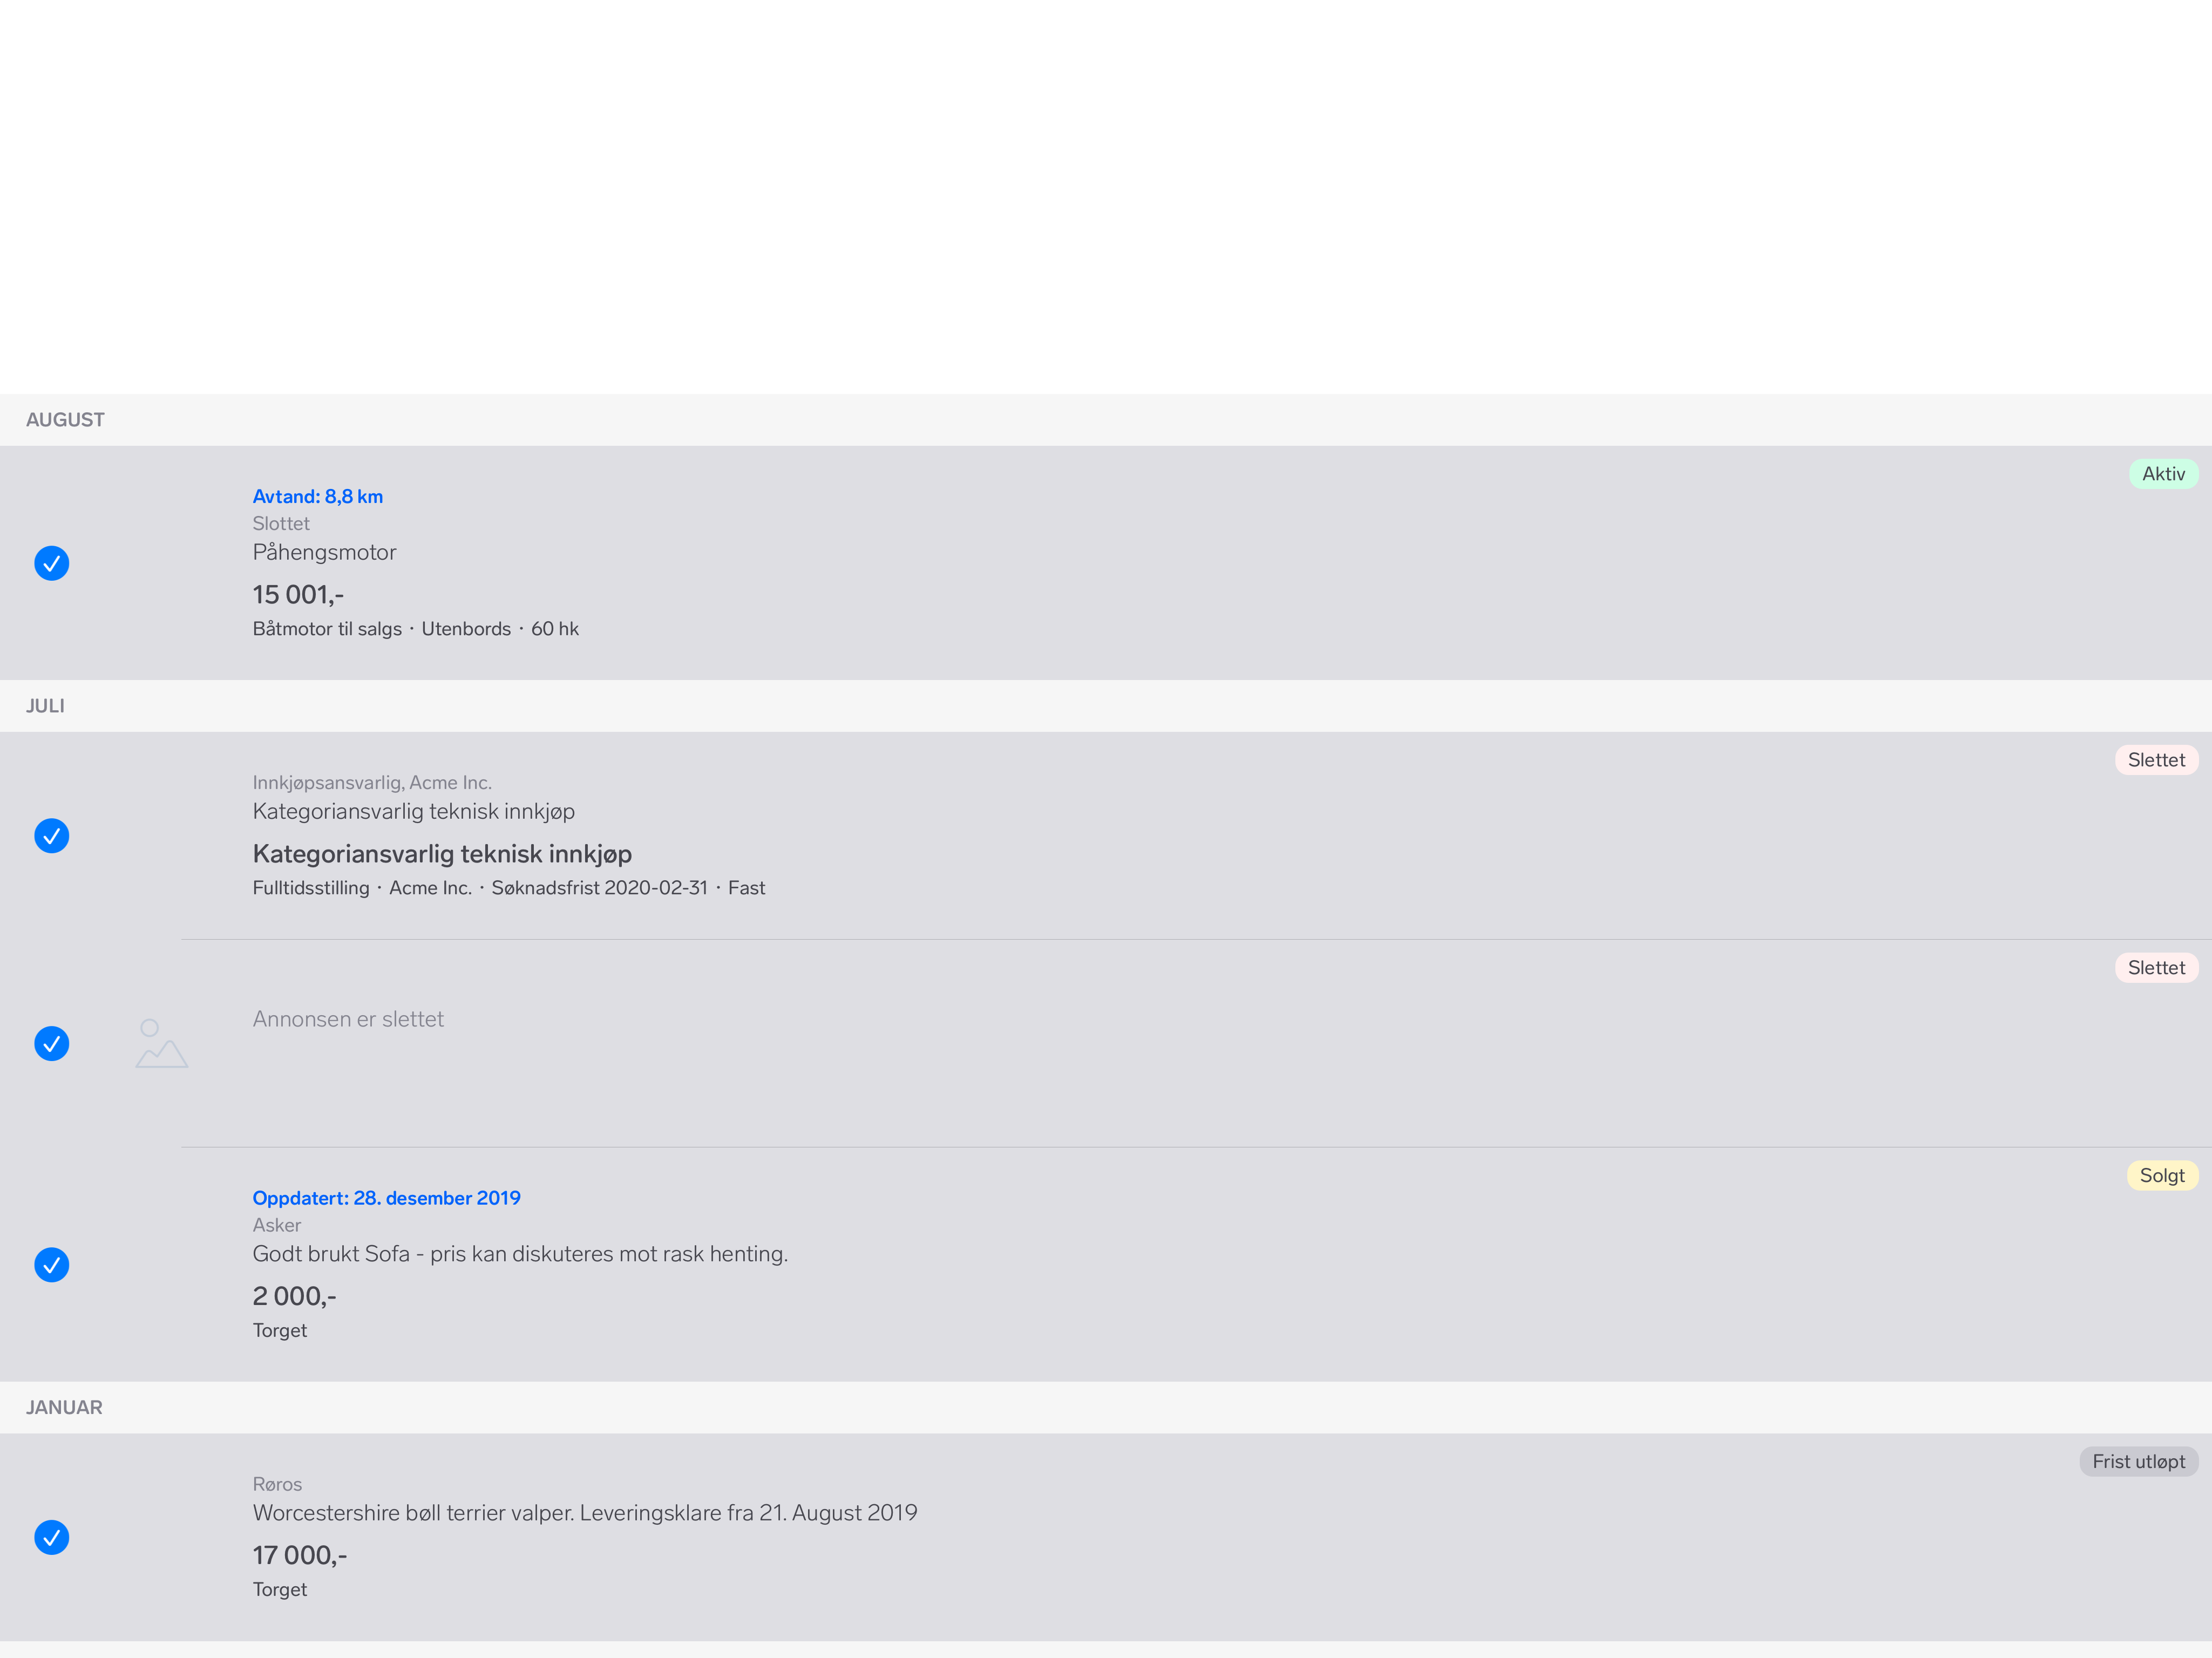 AUGUST
Aktiv
Avtand: 8,8 km
Slottet
Påhengsmotor
15 001,-
Båtmotor til salgs · Utenbords · 60 hk
JULI
Slettet
Innkjøpsansvarlig, Acme Inc.
Kategoriansvarlig teknisk innkjøp
Kategoriansvarlig teknisk innkjøp
Fulltidsstilling · Acme Inc. · Søknadsfrist 2020-02-31 · Fast
Slettet
Annonsen er slettet
Solgt
Oppdatert: 28. desember 2019
Asker
Godt brukt Sofa - pris kan diskuteres mot rask henting.
2 000,-
Torget
JANUAR
Frist utløpt
Røros
Worcestershire bøll terrier valper. Leveringsklare fra 21. August 2019
17 000,-
Torget